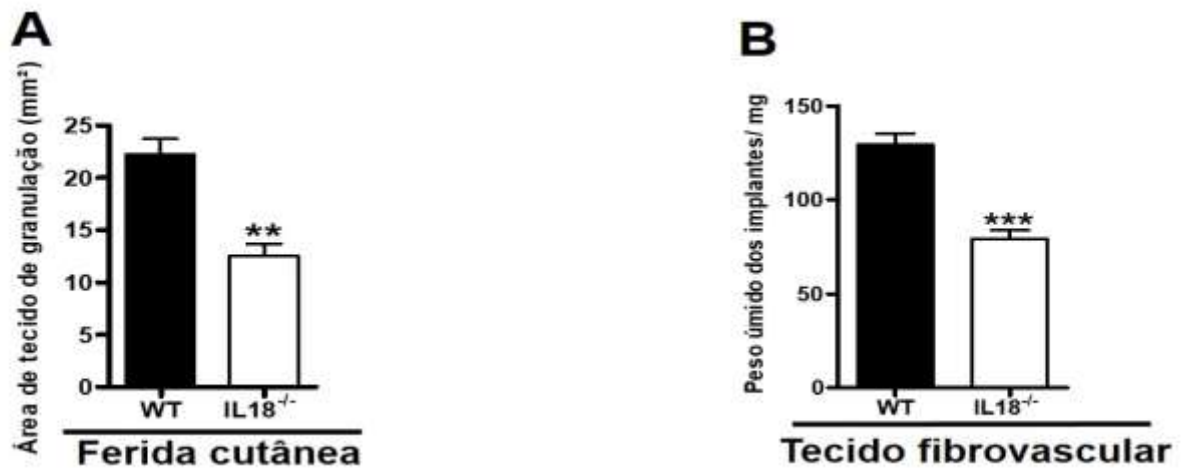 A
Área de tecido de granulação (mm²)
25
20
15
10
5
0
**
WT IL18⁻/⁻
Ferida cutânea
B
Peso úmido dos implantes/ mg
150
100
50
0
***
WT IL18⁻/⁻
Tecido fibrovascular